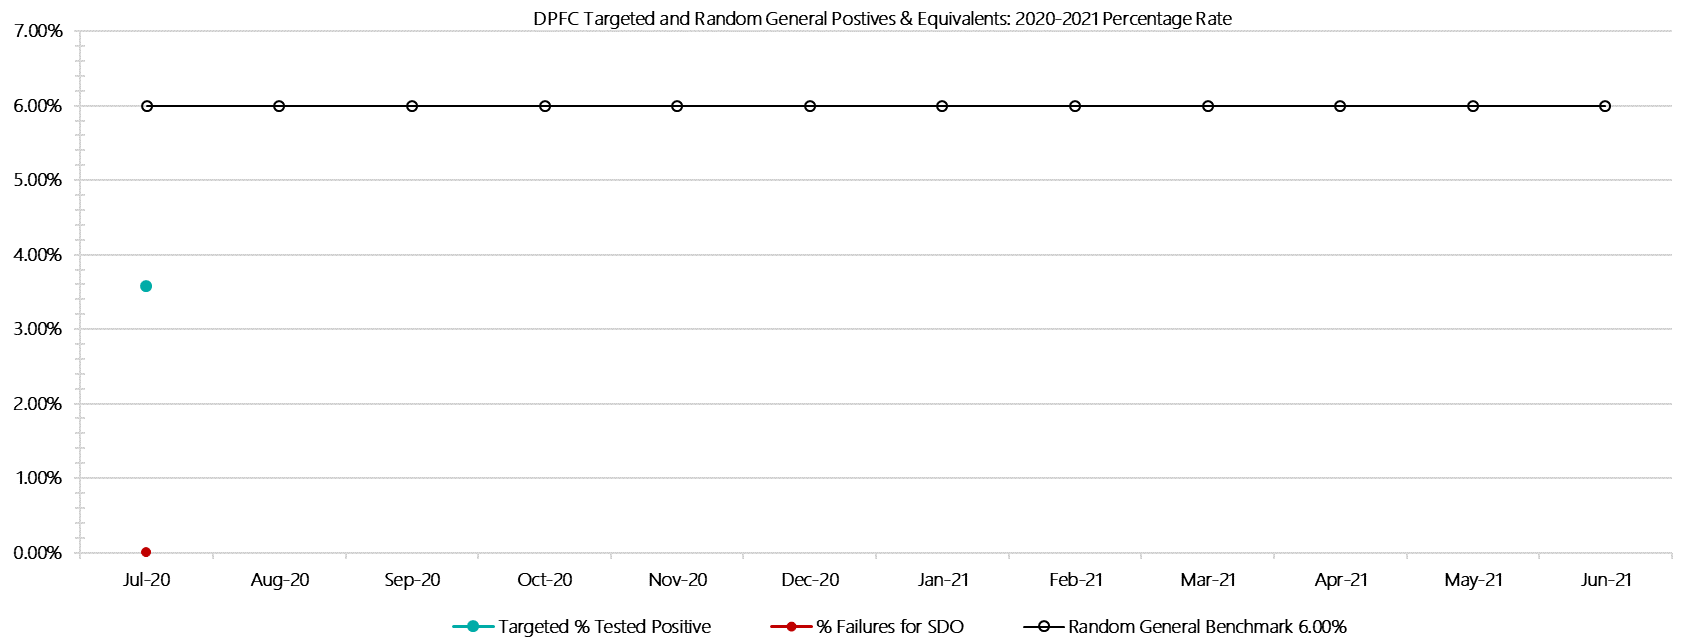 DPFC Targeted and Random General Postives & Equivalents: 2020-2021 Percentage Rate
7.00%
6.00%
5.00%
4.00%
3.00%
2.00%
1.00%
0.00%
Jul-20 Aug-20 Sep-20 Oct-20 Nov-20 Dec-20 Jan-21 Feb-21 Mar-21 Apr-21 May-21 Jun-21
Targeted % Tested Positive % Failures for SDO Random General Benchmark 6.00%